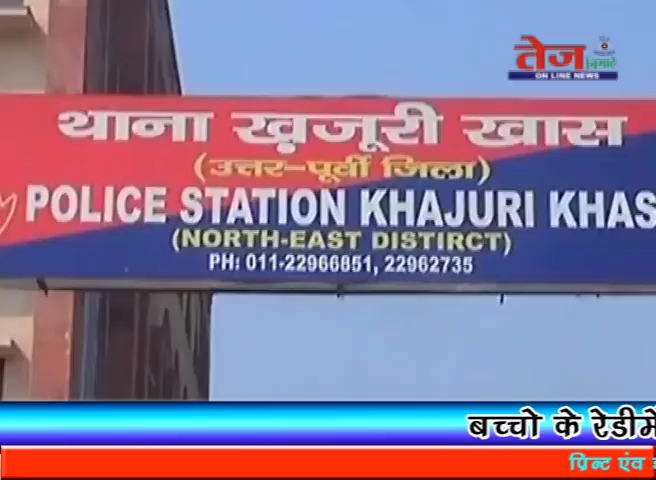 तेज
ON LINE NEWS
थाना ख़जूरी खास
(उत्तर-पूर्वी जिला)
POLICE STATION KHAJURI KHAS
(NORTH-EAST DISTIRCT)
PH: 011-22966851, 22962735
बच्चो के रेडीमे
प्रिन्ट एंव